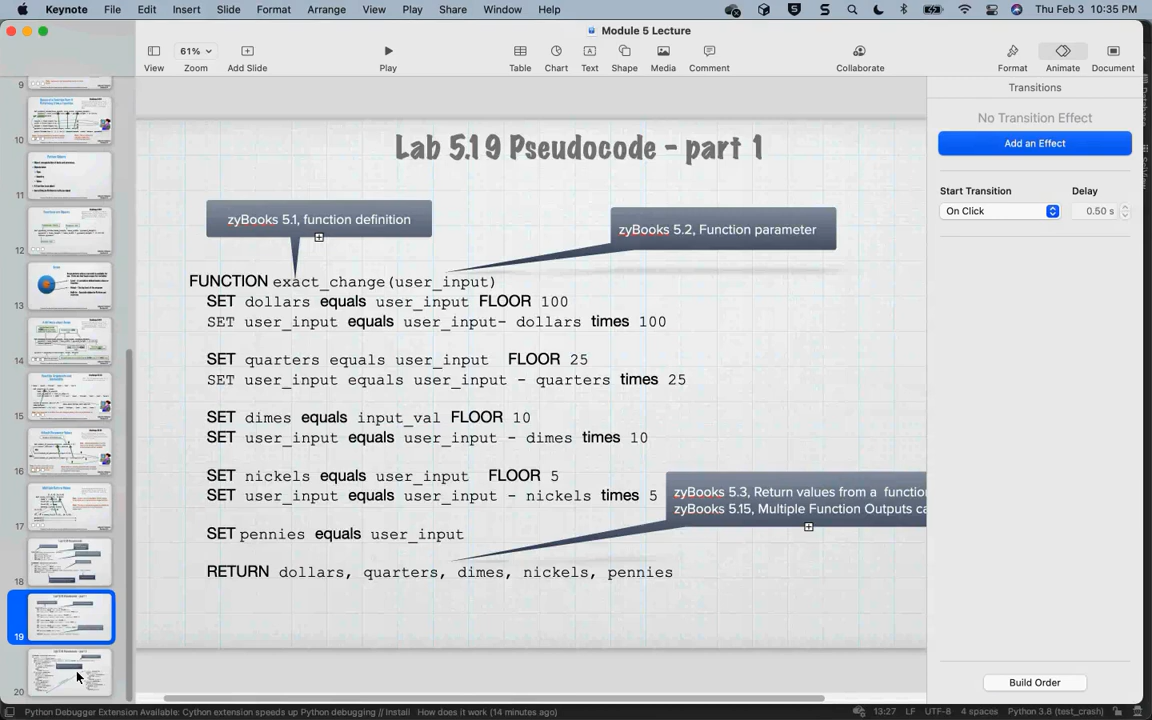 Keynote File Edit Insert Slide Format Arrange View Play Share Window Help Thu Feb 3 10:35 PM
Module 5 Lecture
61%
View Zoom Add Slide Play Table Chart Text Shape Media Comment Collaborate Format Animate Document
Transitions
No Transition Effect
Add an Effect
Start Transition Delay
On Click 0.50 s
Build Order
9
10
11
12
13
14
15
16
17
18
19
20
Lab 5.19 Pseudocode - part 1
zyBooks 5.1, function definition
zyBooks 5.2, Function parameter
FUNCTION exact_change(user_input)
SET dollars equals user_input FLOOR 100
SET user_input equals user_input- dollars times 100
SET quarters equals user_input FLOOR 25
SET user_input equals user_input - quarters times 25
SET dimes equals input_val FLOOR 10
SET user_input equals user_input - dimes times 10
SET nickels equals user_input FLOOR 5
SET user_input equals user_input - nickels times 5
zyBooks 5.3, Return values from a functio
zyBooks 5.15, Multiple Function Outputs ca
SET pennies equals user_input
RETURN dollars, quarters, dimes, nickels, pennies
Python Debugger Extension Available: Cython extension speeds up Python debugging // Install How does it work (14 minutes ago) 13:27 LF UTF-8 4 spaces Python 3.8 (test_crash)